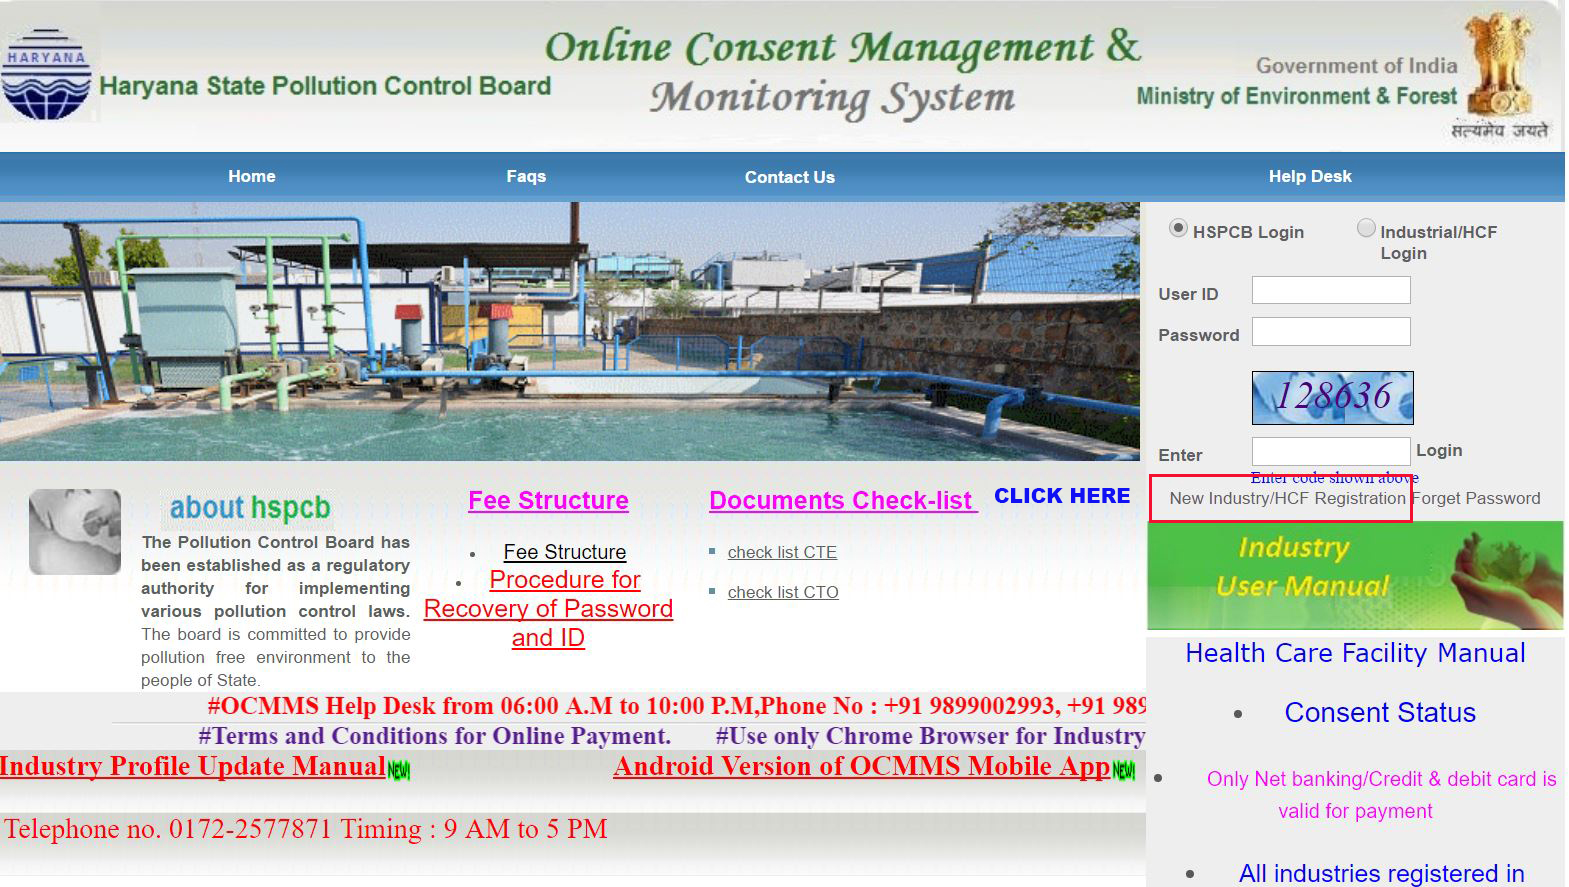 HARYANA
Haryana State Pollution Control Board
Online Consent Management &
Monitoring System
Government of India
Ministry of Environment & Forest
सत्यमेव जयते
Home
Faqs
Contact Us
Help Desk
HSPCB Login
Industrial/HCF
Login
User ID
Password
128636
Enter
Login
Enter code shown above
New Industry/HCF Registration Forget Password
Industry
User Manual
about hspcb
The Pollution Control Board has
been established as a regulatory
authority for implementing
various pollution control laws.
The board is committed to provide
pollution free environment to the
people of State.
Fee Structure
Fee Structure
Procedure for
Recovery of Password
and ID
Documents Check-list
CLICK HERE
check list CTE
check list CTO
#OCMMS Help Desk from 06:00 A.M to 10:00 P.M,Phone No : +91 9899002993, +91 989
#Terms and Conditions for Online Payment. #Use only Chrome Browser for Industry
Industry Profile Update Manual NEW!
Android Version of OCMMS Mobile App NEW!
Telephone no. 0172-2577871 Timing : 9 AM to 5 PM
Health Care Facility Manual
Consent Status
Only Net banking/Credit & debit card is
valid for payment
All industries registered in